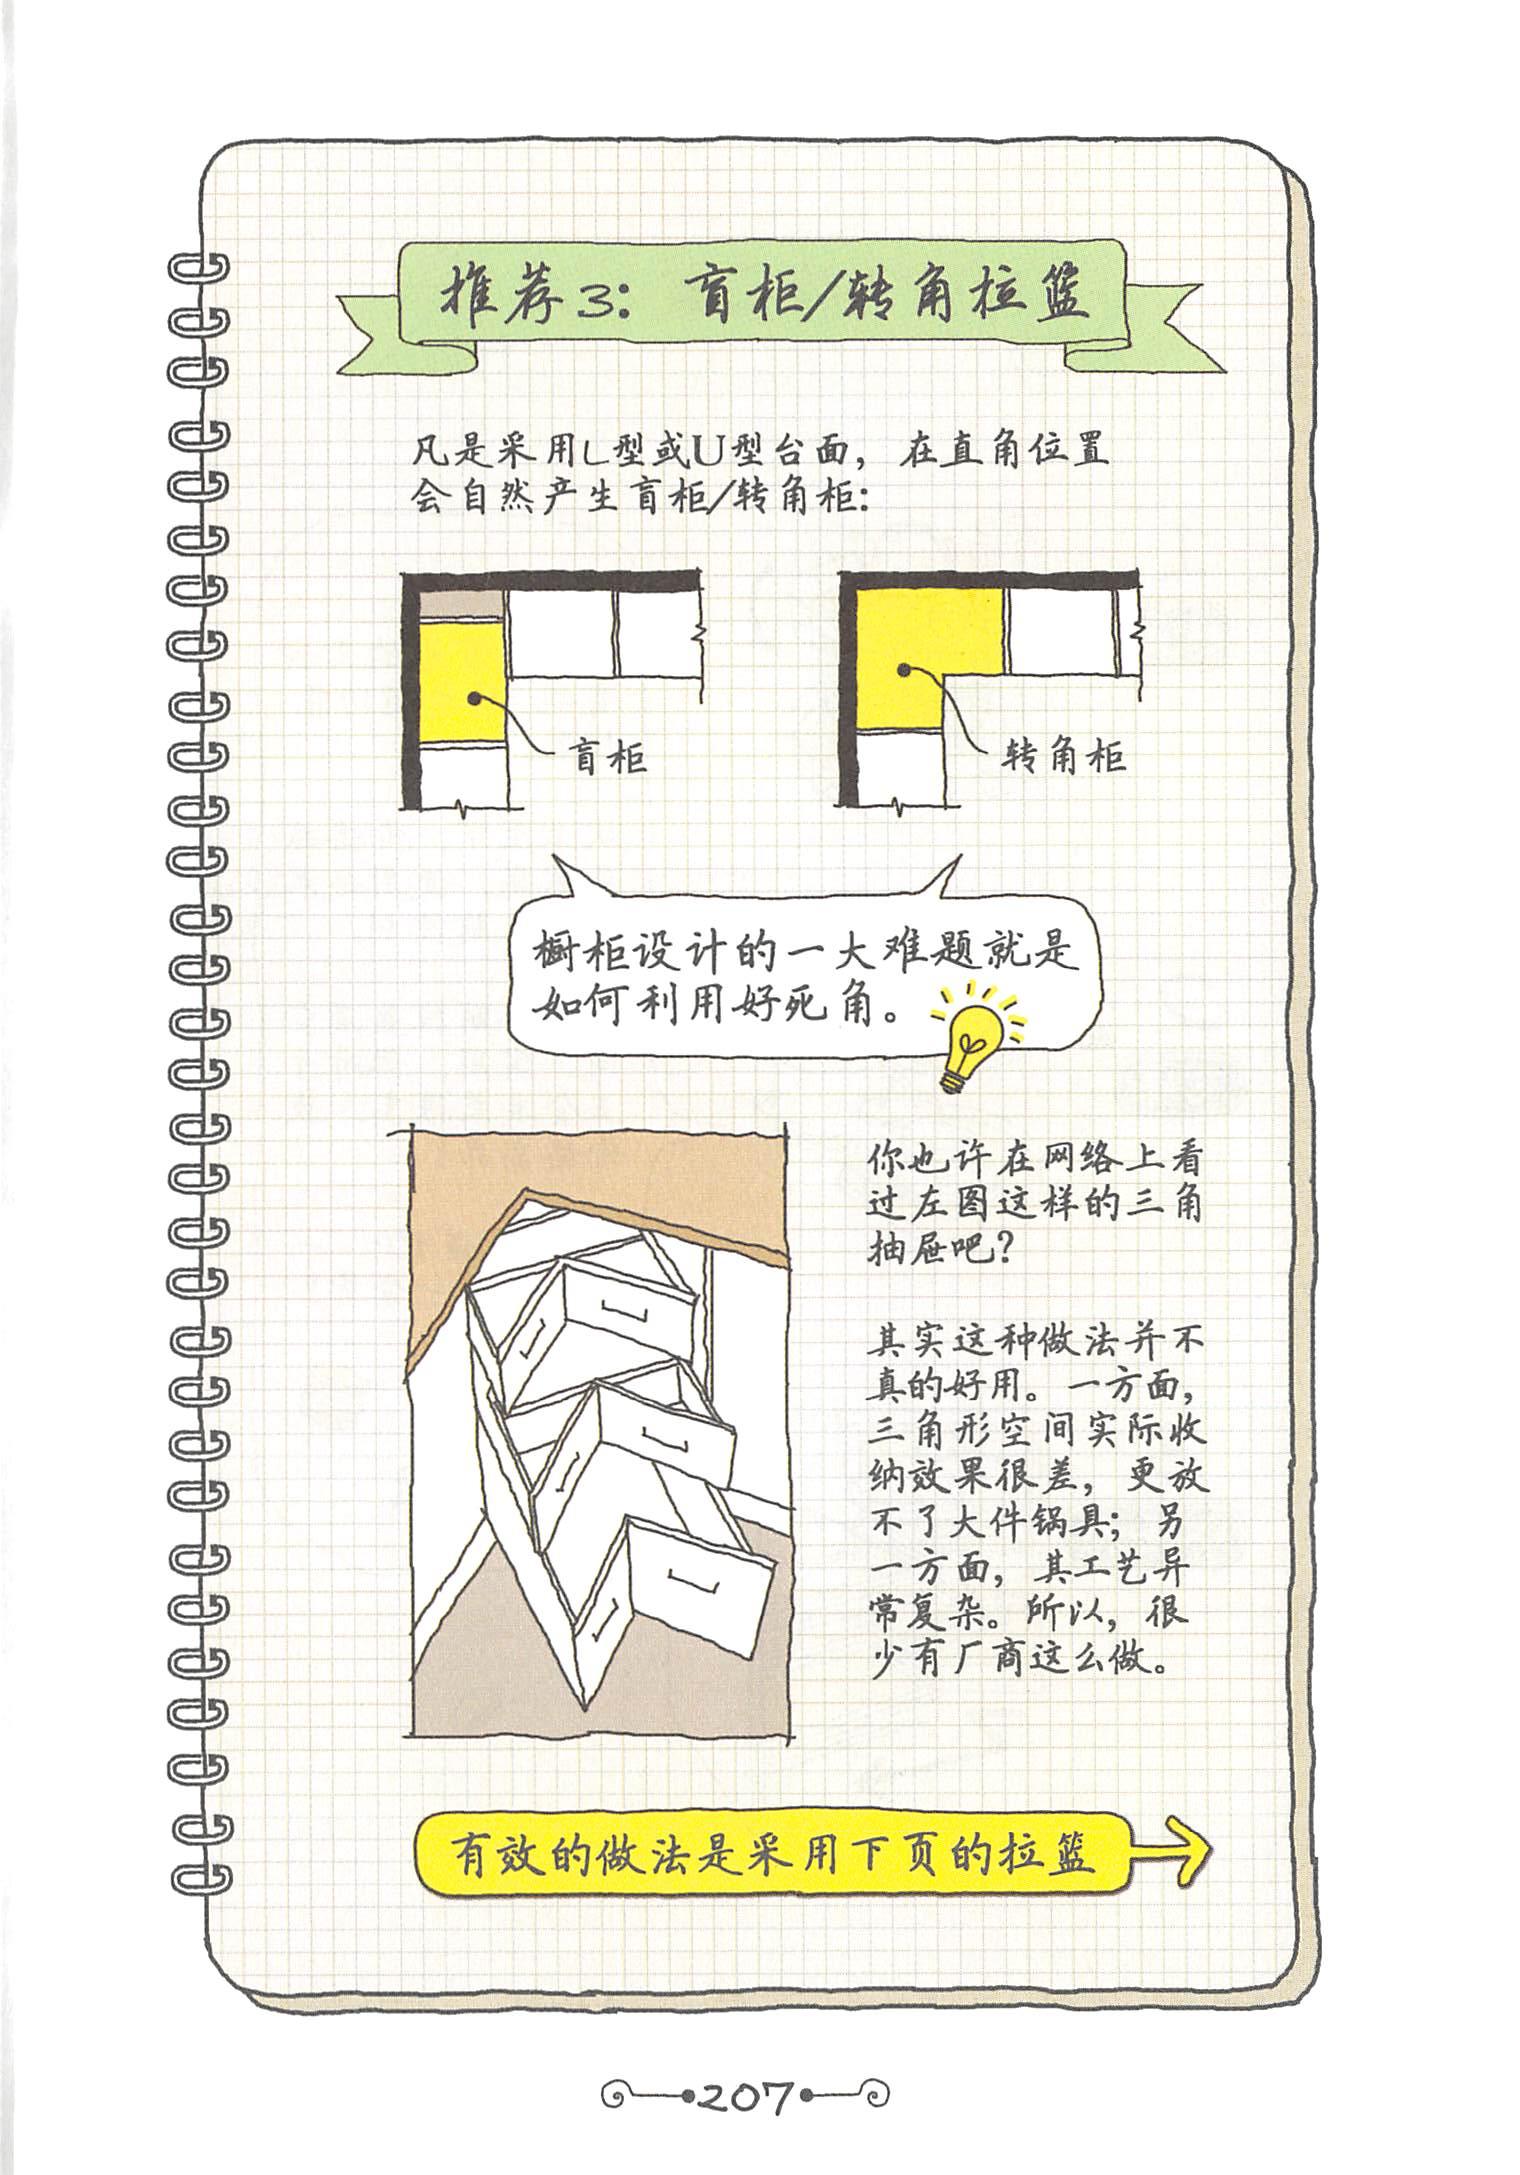 推荐3：盲柜/转角拉篮
凡是采用L型或U型台面，在直角位置
会自然产生盲柜/转角柜：
盲柜
转角柜
橱柜设计的一大难题就是
如何利用好死角。
你也许在网络上看
过左图这样的三角
抽屉吧？
其实这种做法并不
真的好用。一方面，
三角形空间实际收
纳效果很差，更放
不了大件锅具；另
一方面，其工艺异
常复杂。所以，很
少有厂商这么做。
有效的做法是采用下页的拉篮
207